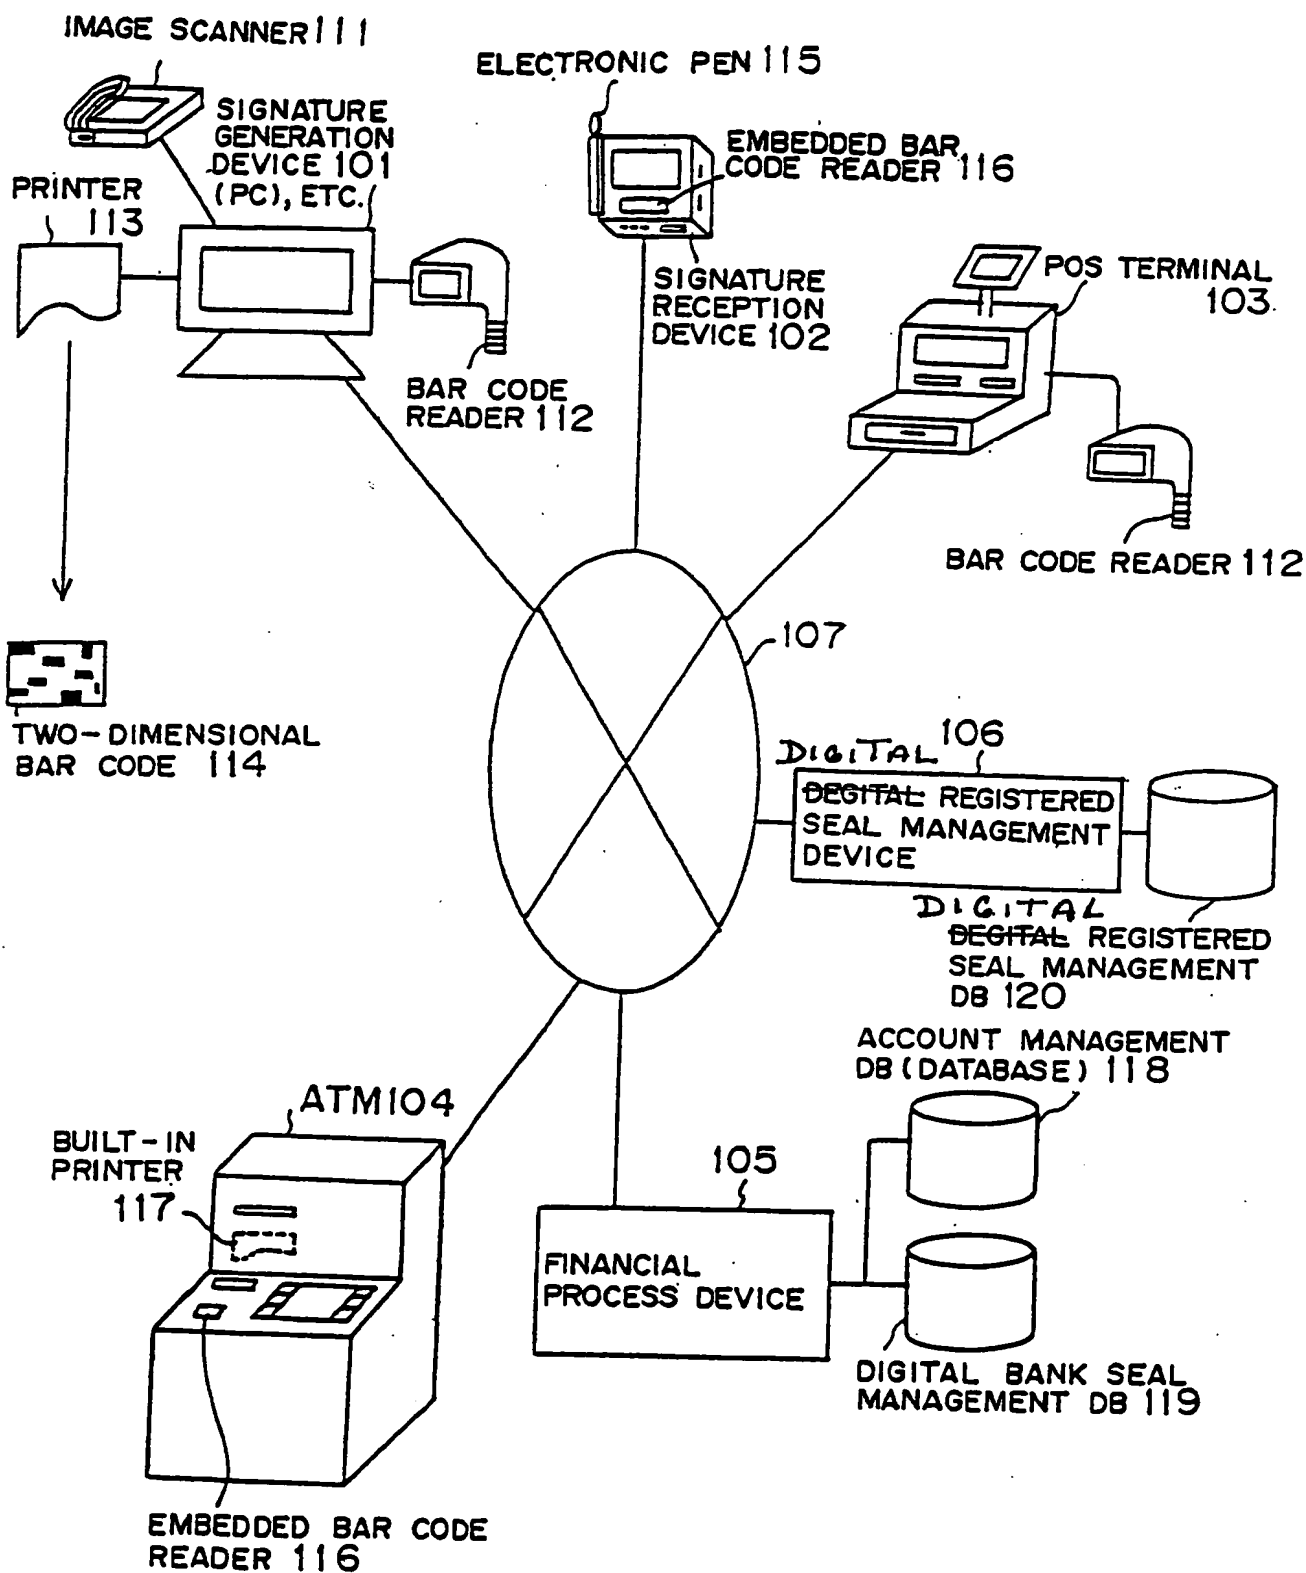 IMAGE SCANNER 111
ELECTRONIC PEN 115
SIGNATURE
GENERATION
DEVICE 101
(PC), ETC.
PRINTER
113
EMBEDDED BAR
CODE READER 116
SIGNATURE
RECEPTION
DEVICE 102
POS TERMINAL
103
BAR CODE
READER 112
BAR CODE READER 112
107
TWO-DIMENSIONAL
BAR CODE 114
106
DIGITAL
DEGITAL REGISTERED
SEAL MANAGEMENT
DEVICE
DIGITAL
DEGITAL REGISTERED
SEAL MANAGEMENT
DB 120
ACCOUNT MANAGEMENT
DB (DATABASE) 118
ATM104
BUILT-IN
PRINTER
117
105
FINANCIAL
PROCESS DEVICE
DIGITAL BANK SEAL
MANAGEMENT DB 119
EMBEDDED BAR CODE
READER 116